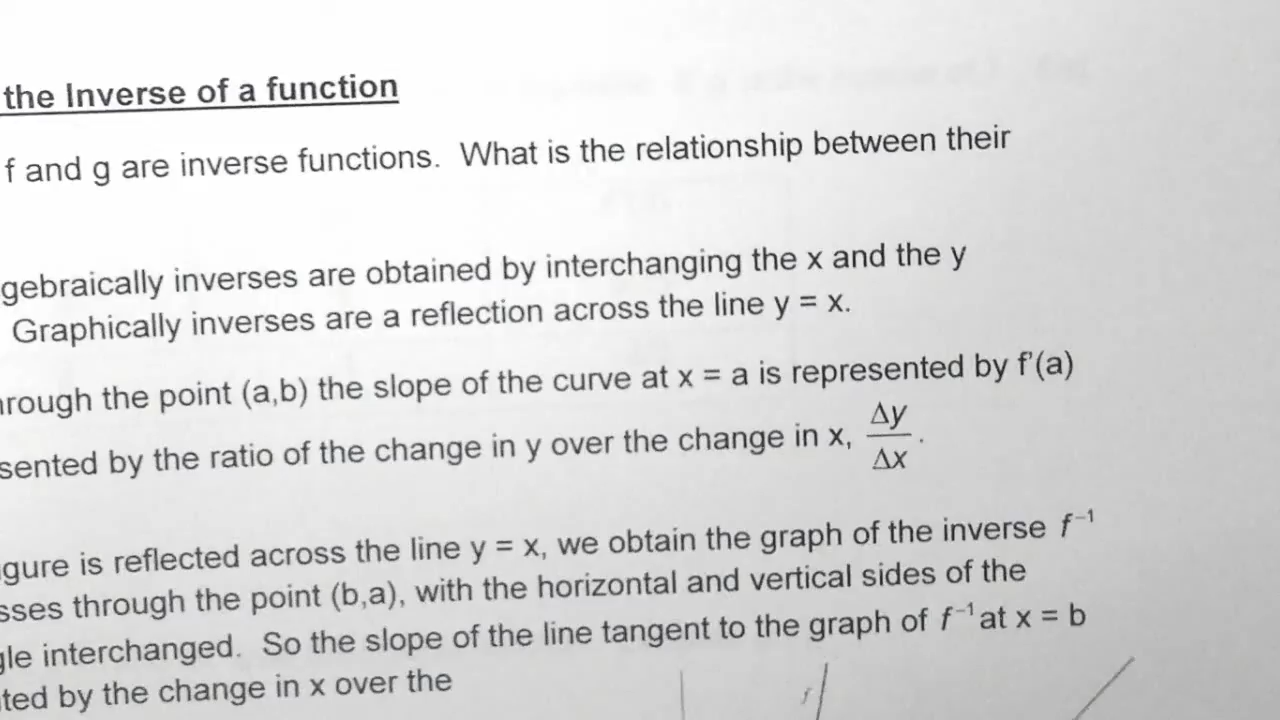 the Inverse of a function
f and g are inverse functions. What is the relationship between their
gebraically inverses are obtained by interchanging the x and the y
Graphically inverses are a reflection across the line y = x.
rough the point (a,b) the slope of the curve at x = a is represented by f'(a)
sented by the ratio of the change in y over the change in x, Δy/Δx.
gure is reflected across the line y = x, we obtain the graph of the inverse f⁻¹
sses through the point (b,a), with the horizontal and vertical sides of the
gle interchanged. So the slope of the line tangent to the graph of f⁻¹ at x = b
ted by the change in x over the